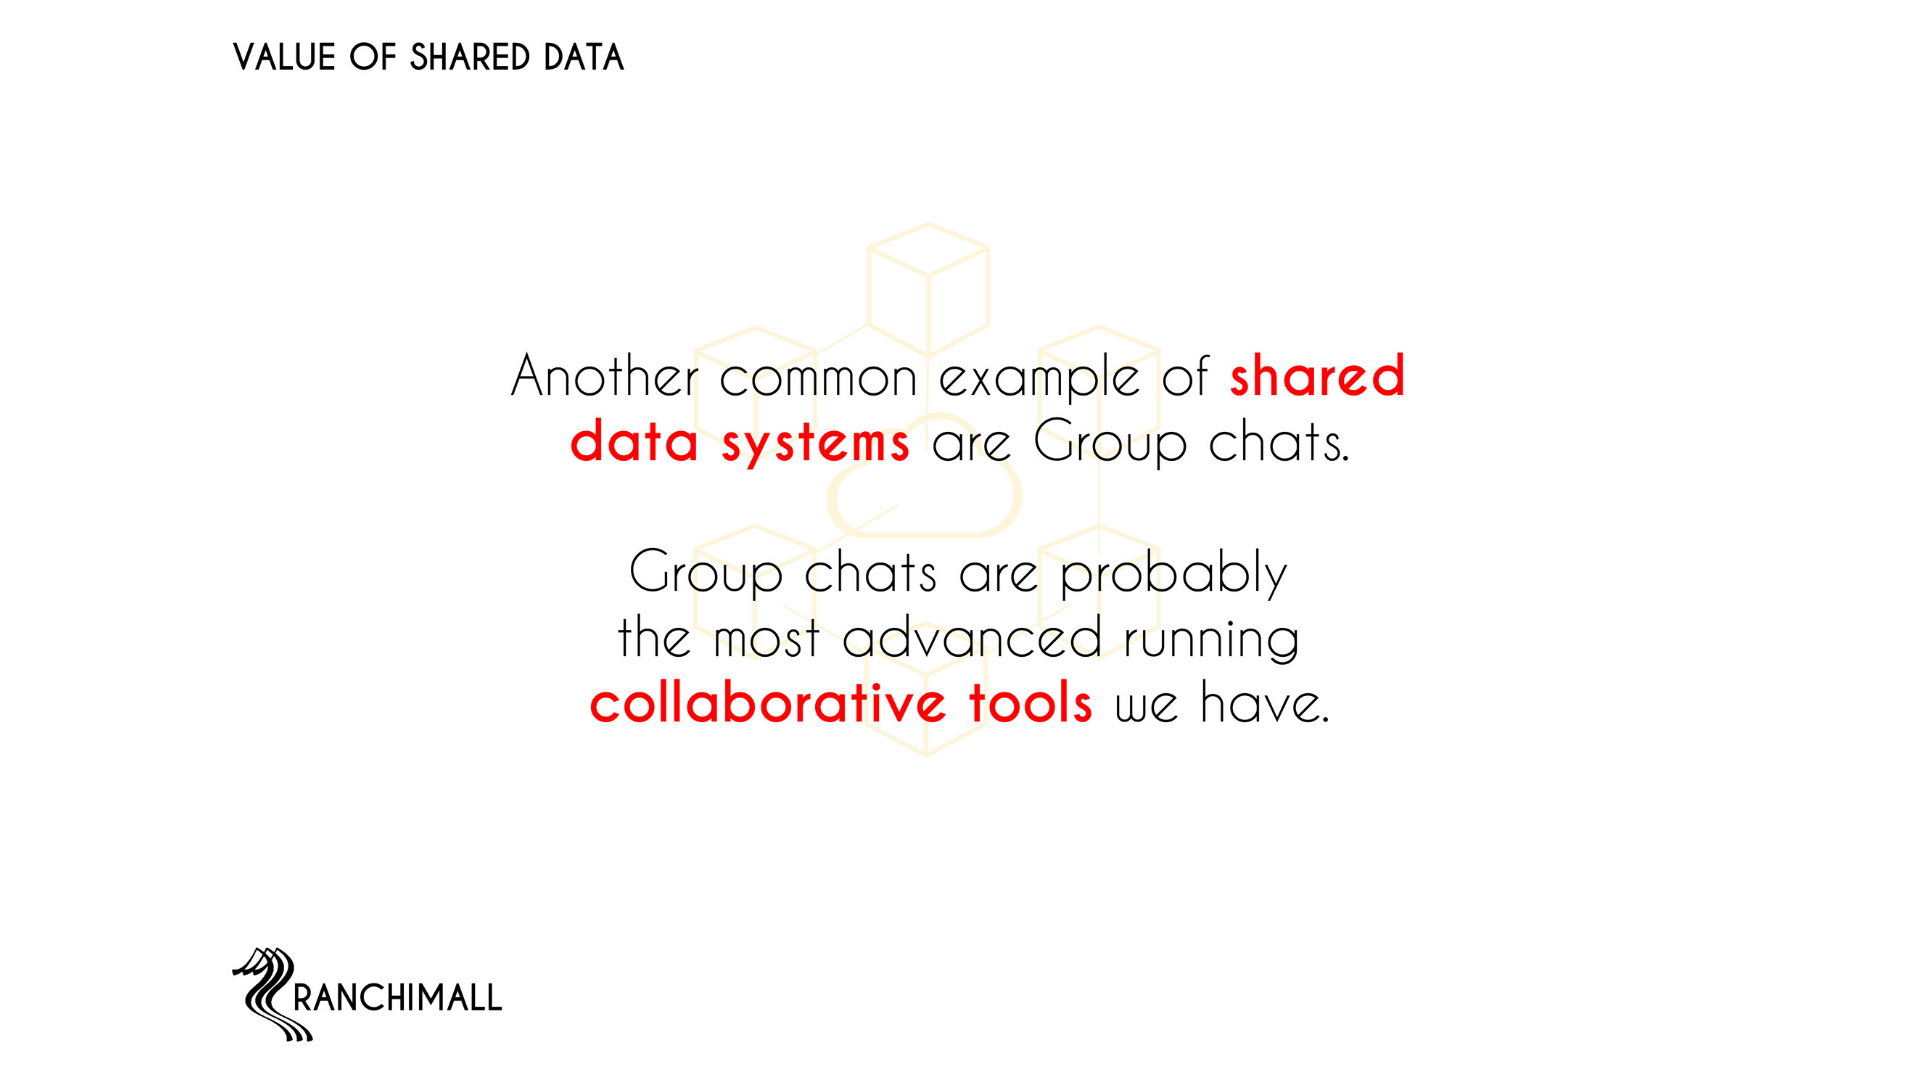 VALUE OF SHARED DATA
Another common example of shared
data systems are Group chats.
Group chats are probably
the most advanced running
collaborative tools we have.
RANCHIMALL